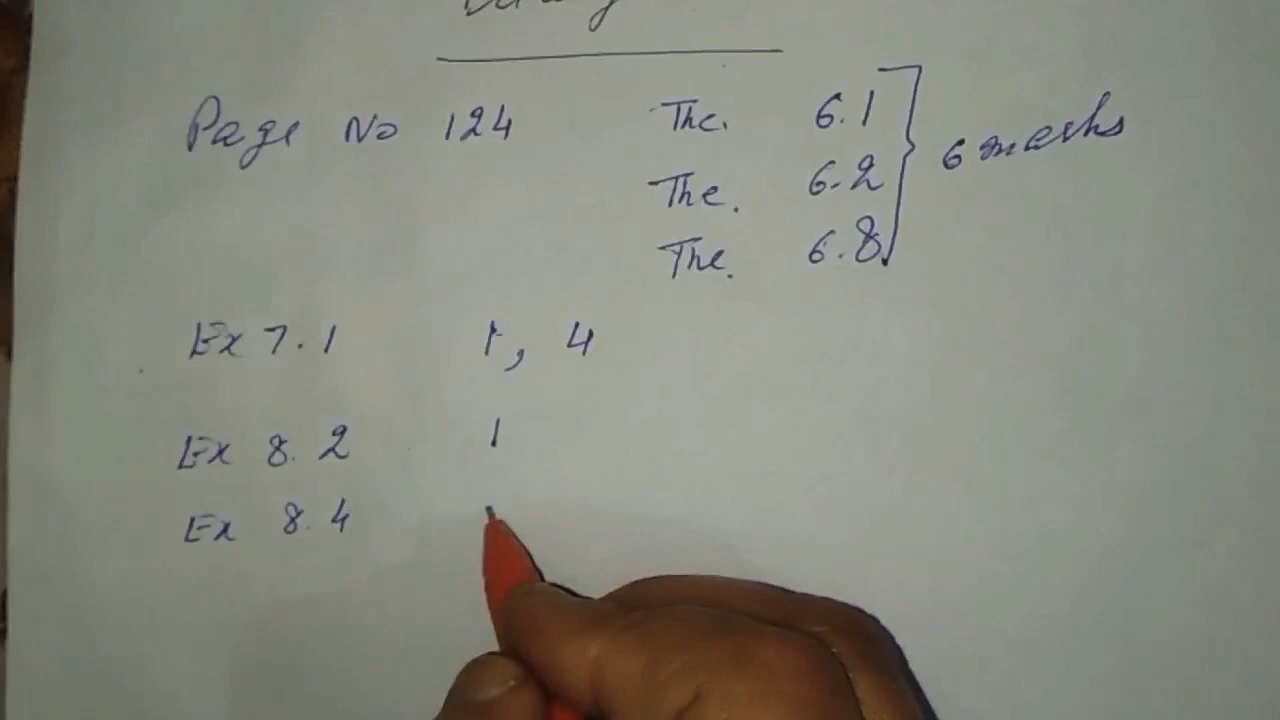 Page No 124 The. 6.1
The. 6.2 6 marks
The. 6.8
Ex 7.1 1, 4
Ex 8.2 1
Ex 8.4